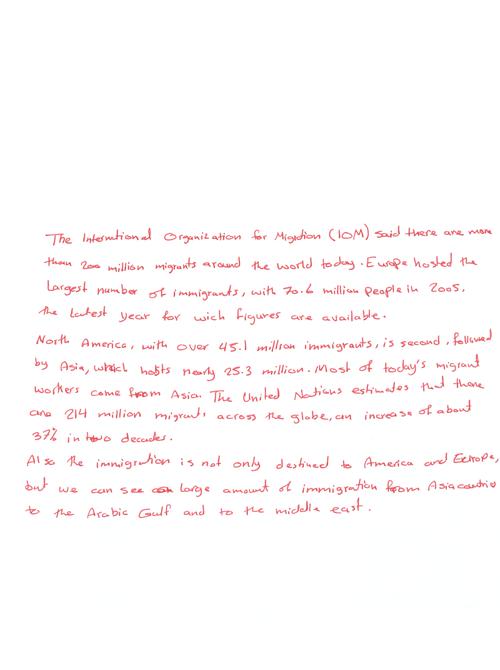 The International Organization for Migration (IOM) said there are more
than 200 million migrants around the world today. Europe hosted the
Largest number of immigrants, with 70.6 million people in 2005,
the latest year for wich figures are available.
North America, with over 45.1 million immigrants, is second, followed
by Asia, which hosts nearly 25.3 million. Most of today's migrant
workers come from Asia. The United Nations estimates that there
are 214 million migrants across the globe, an increase of about
37% in two decades.
Also the immigration is not only destined to America and Eerope,
but we can see large amount of immigration from Asia countries
to the Arabic Gulf and to the middle east.